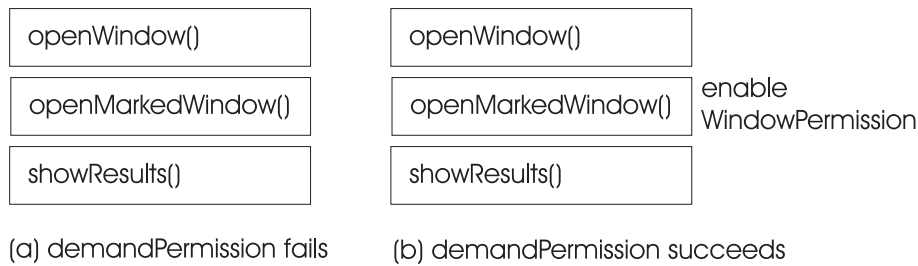 openWindow()
openMarkedWindow()
showResults()
(a) demandPermission fails
openWindow()
openMarkedWindow()
enable
WindowPermission
showResults()
(b) demandPermission succeeds